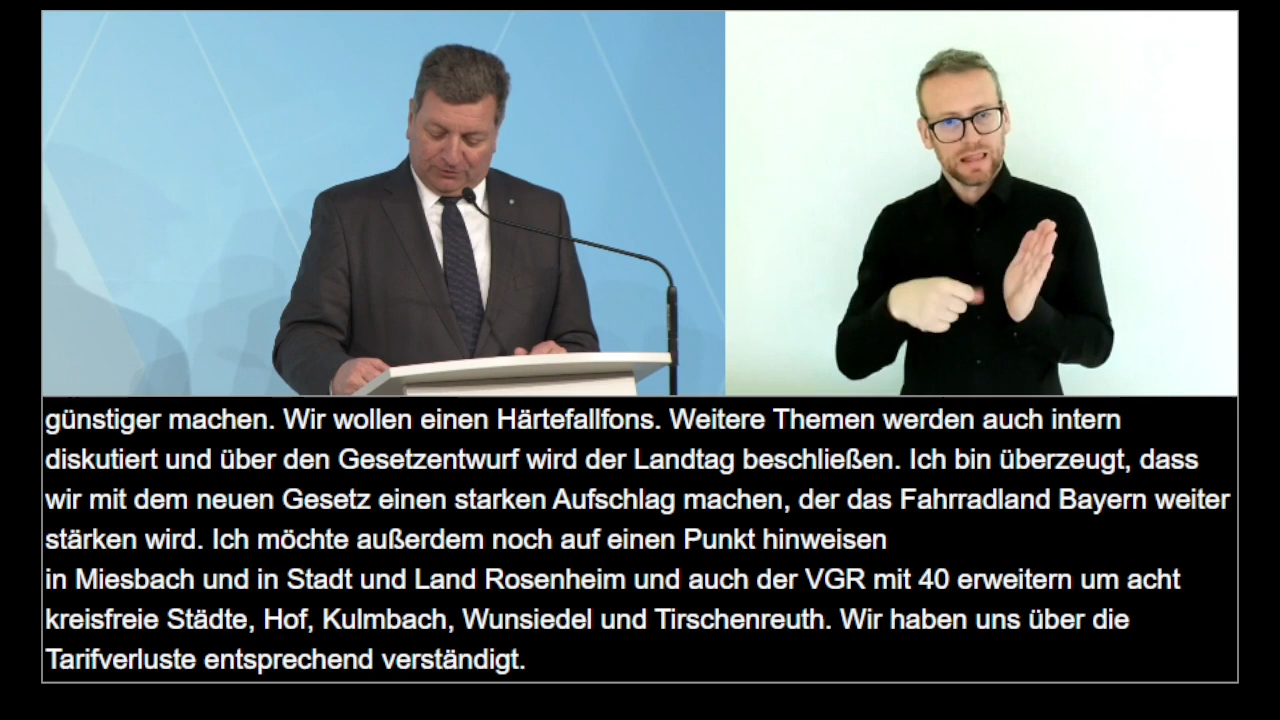 günstiger machen. Wir wollen einen Härtefallfons. Weitere Themen werden auch intern
diskutiert und über den Gesetzentwurf wird der Landtag beschließen. Ich bin überzeugt, dass
wir mit dem neuen Gesetz einen starken Aufschlag machen, der das Fahrradland Bayern weiter
stärken wird. Ich möchte außerdem noch auf einen Punkt hinweisen
in Miesbach und in Stadt und Land Rosenheim und auch der VGR mit 40 erweitern um acht
kreisfreie Städte, Hof, Kulmbach, Wunsiedel und Tirschenreuth. Wir haben uns über die
Tarifverluste entsprechend verständigt.